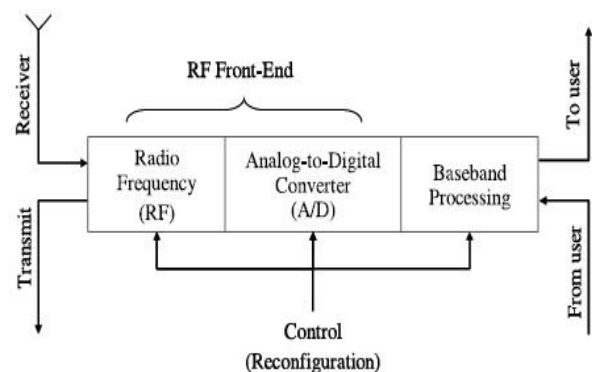 RF Front-End
Receiver
To user
Radio
Frequency
(RF)
Analog-to-Digital
Converter
(A/D)
Baseband
Processing
Transmit
From user
Control
(Reconfiguration)